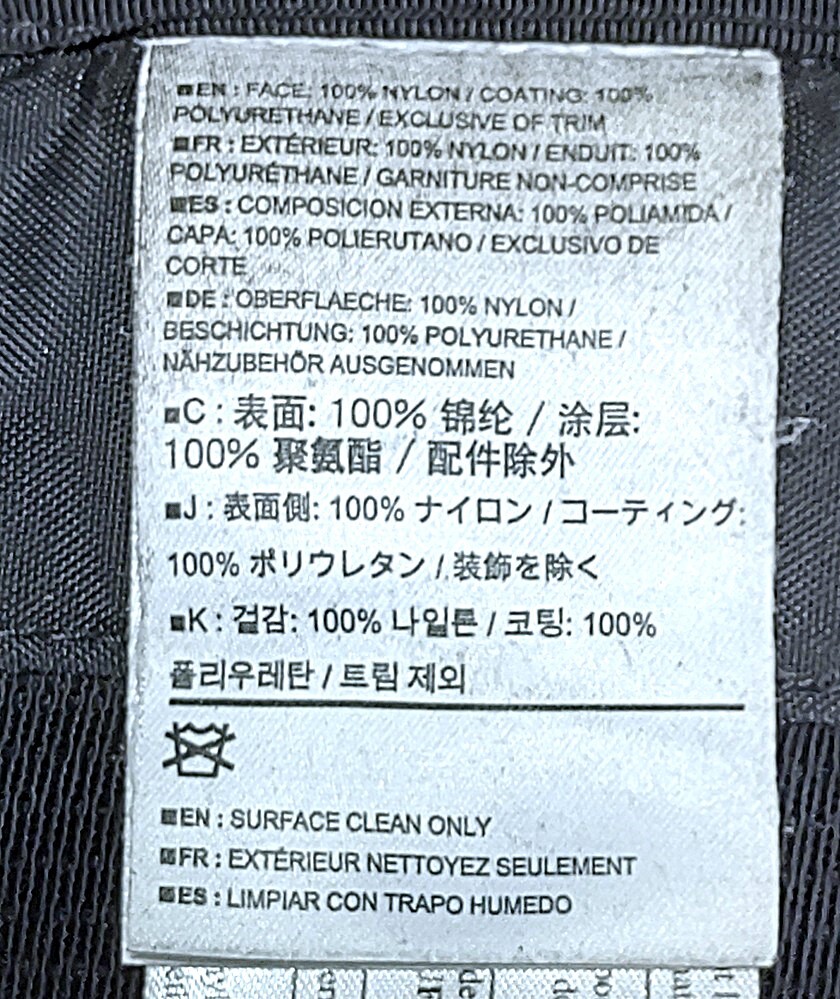 ■EN : FACE: 100% NYLON / COATING: 100%
POLYURETHANE / EXCLUSIVE OF TRIM
■FR : EXTÉRIEUR: 100% NYLON / ENDUIT: 100%
POLYURÉTHANE / GARNITURE NON-COMPRISE
■ES : COMPOSICION EXTERNA: 100% POLIAMIDA /
CAPA: 100% POLIERUTANO / EXCLUSIVO DE
CORTE
■DE : OBERFLAECHE: 100% NYLON /
BESCHICHTUNG: 100% POLYURETHANE /
NÄHZUBEHÖR AUSGENOMMEN
■C : 表面: 100% 锦纶 / 涂层:
100% 聚氨酯 / 配件除外
■J : 表面側: 100% ナイロン / コーティング:
100% ポリウレタン / 装飾を除く
■K : 겉감: 100% 나일론 / 코팅: 100%
폴리우레탄 / 트림 제외
■EN : SURFACE CLEAN ONLY
■FR : EXTÉRIEUR NETTOYEZ SEULEMENT
■ES : LIMPIAR CON TRAPO HUMEDO